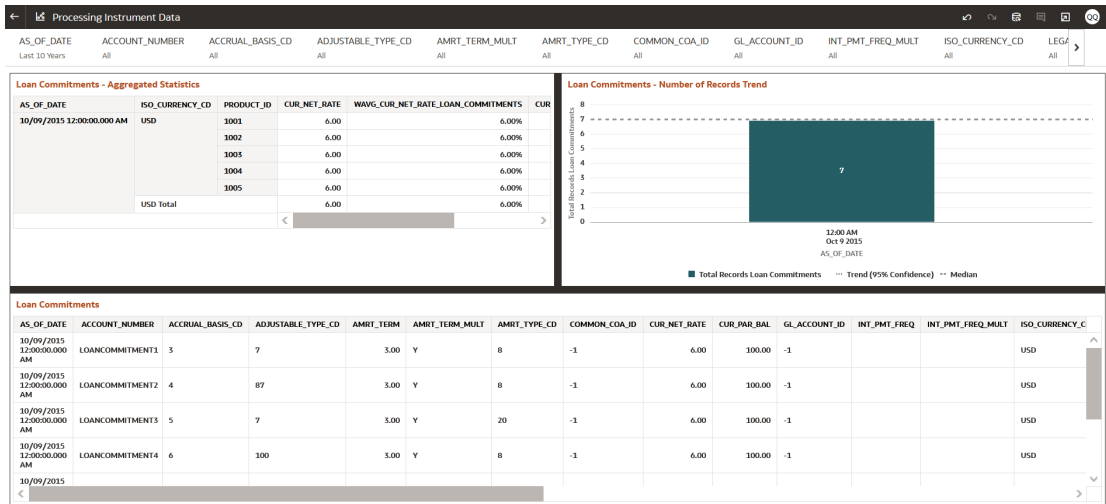 Processing Instrument Data
QQ
AS_OF_DATE ACCOUNT_NUMBER ACCRUAL_BASIS_CD ADJUSTABLE_TYPE_CD AMRT_TERM_MULT AMRT_TYPE_CD COMMON_COA_ID GL_ACCOUNT_ID INT_PMT_FREQ_MULT ISO_CURRENCY_CD LEGA
Last 10 Years All All All All All All All All All All
Loan Commitments - Aggregated Statistics
AS_OF_DATE ISO_CURRENCY_CD PRODUCT_ID CUR_NET_RATE WAVG_CUR_NET_RATE_LOAN_COMMITMENTS CUR
10/09/2015 12:00:00.000 AM USD 1001 6.00 6.00%
1002 6.00 6.00%
1003 6.00 6.00%
1004 6.00 6.00%
1005 6.00 6.00%
USD Total 6.00 6.00%
Loan Commitments - Number of Records Trend
Total Records Loan Commitments
8
7
6
5
4
3
2
1
0
7
12:00 AM
Oct 9 2015
AS_OF_DATE
Total Records Loan Commitments Trend (95% Confidence) Median
Loan Commitments
AS_OF_DATE ACCOUNT_NUMBER ACCRUAL_BASIS_CD ADJUSTABLE_TYPE_CD AMRT_TERM AMRT_TERM_MULT AMRT_TYPE_CD COMMON_COA_ID CUR_NET_RATE CUR_PAR_BAL GL_ACCOUNT_ID INT_PMT_FREQ INT_PMT_FREQ_MULT ISO_CURRENCY_C
10/09/2015
12:00:00.000 LOANCOMMITMENT1 3 7 3.00 Y 8 -1 6.00 100.00 -1 USD
AM
10/09/2015
12:00:00.000 LOANCOMMITMENT2 4 87 3.00 Y 8 -1 6.00 100.00 -1 USD
AM
10/09/2015
12:00:00.000 LOANCOMMITMENT3 5 7 3.00 Y 20 -1 6.00 100.00 -1 USD
AM
10/09/2015
12:00:00.000 LOANCOMMITMENT4 6 100 3.00 Y 8 -1 6.00 100.00 -1 USD
AM
10/09/2015